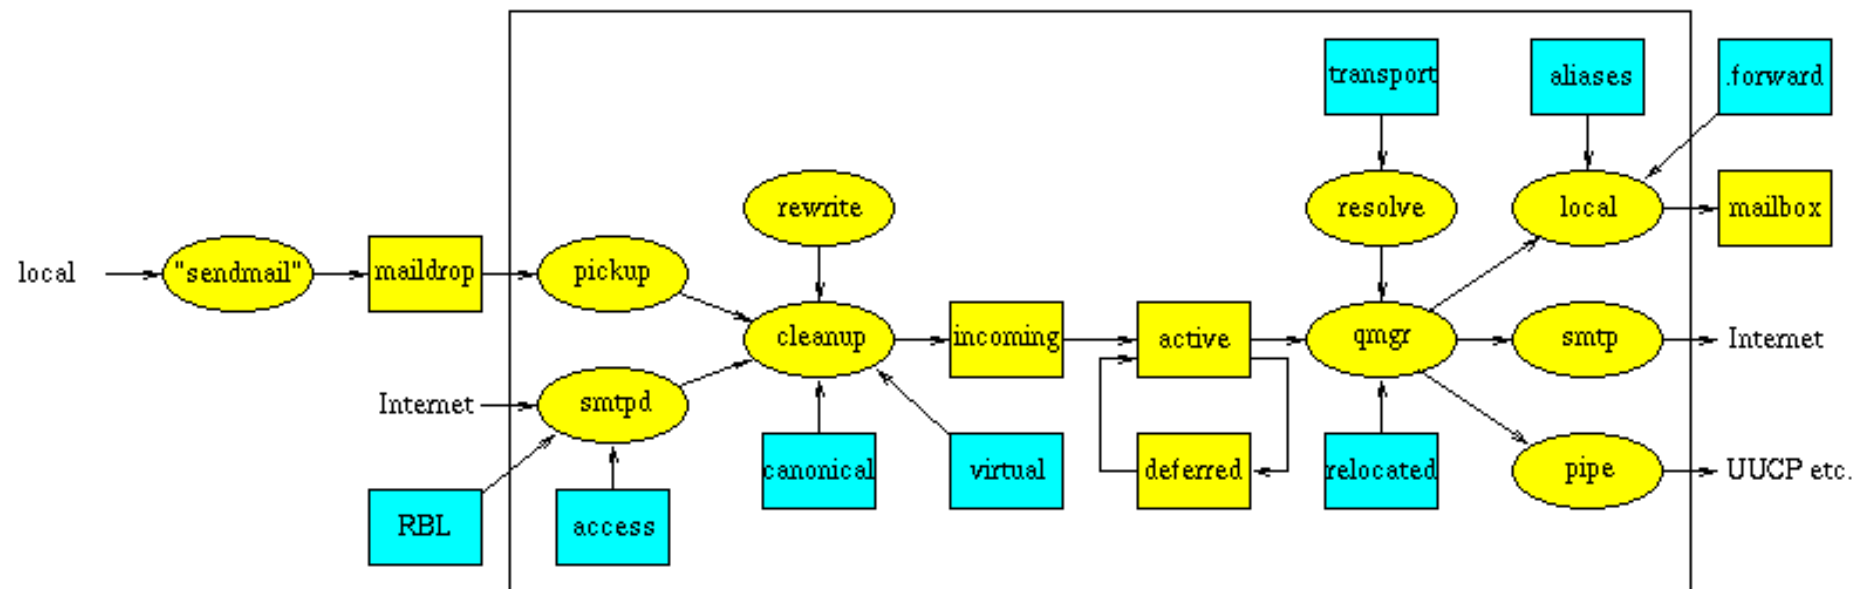 transport
aliases
.forward
rewrite
resolve
local
mailbox
local
"sendmail"
maildrop
pickup
cleanup
incoming
active
qmgr
smtp
Internet
Internet
smtpd
canonical
virtual
deferred
relocated
pipe
UUCP etc.
RBL
access